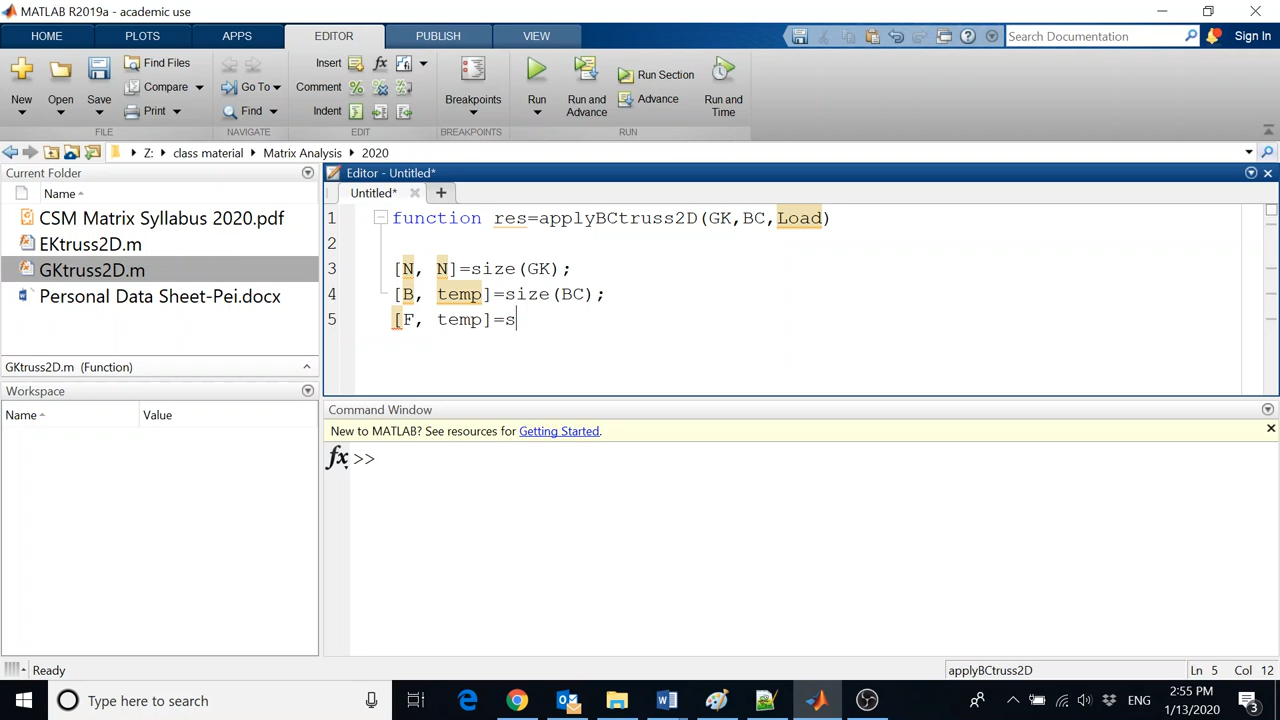 MATLAB R2019a - academic use
HOME PLOTS APPS EDITOR PUBLISH VIEW Search Documentation Sign In
New Open Save Find Files Compare Print Go To Find Insert Comment Indent fx Breakpoints Run Run and Advance Run Section Advance Run and Time
FILE NAVIGATE EDIT BREAKPOINTS RUN
Z: class material Matrix Analysis 2020
Current Folder
Name
CSM Matrix Syllabus 2020.pdf
EKtruss2D.m
GKtruss2D.m
Personal Data Sheet-Pei.docx
GKtruss2D.m (Function)
Workspace
Name Value
Editor - Untitled*
Untitled* +
1 function res=applyBCtruss2D(GK,BC,Load)
2
3 [N, N]=size(GK);
4 [B, temp]=size(BC);
5 [F, temp]=s
Command Window
New to MATLAB? See resources for Getting Started.
fx >>
Ready applyBCtruss2D Ln 5 Col 12
Type here to search ENG 2:55 PM 1/13/2020 3